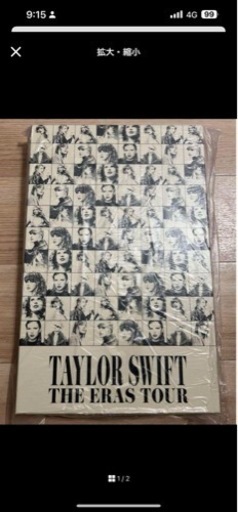 9:15
4G 99
拡大・縮小
TAYLOR SWIFT
THE ERAS TOUR
1/2